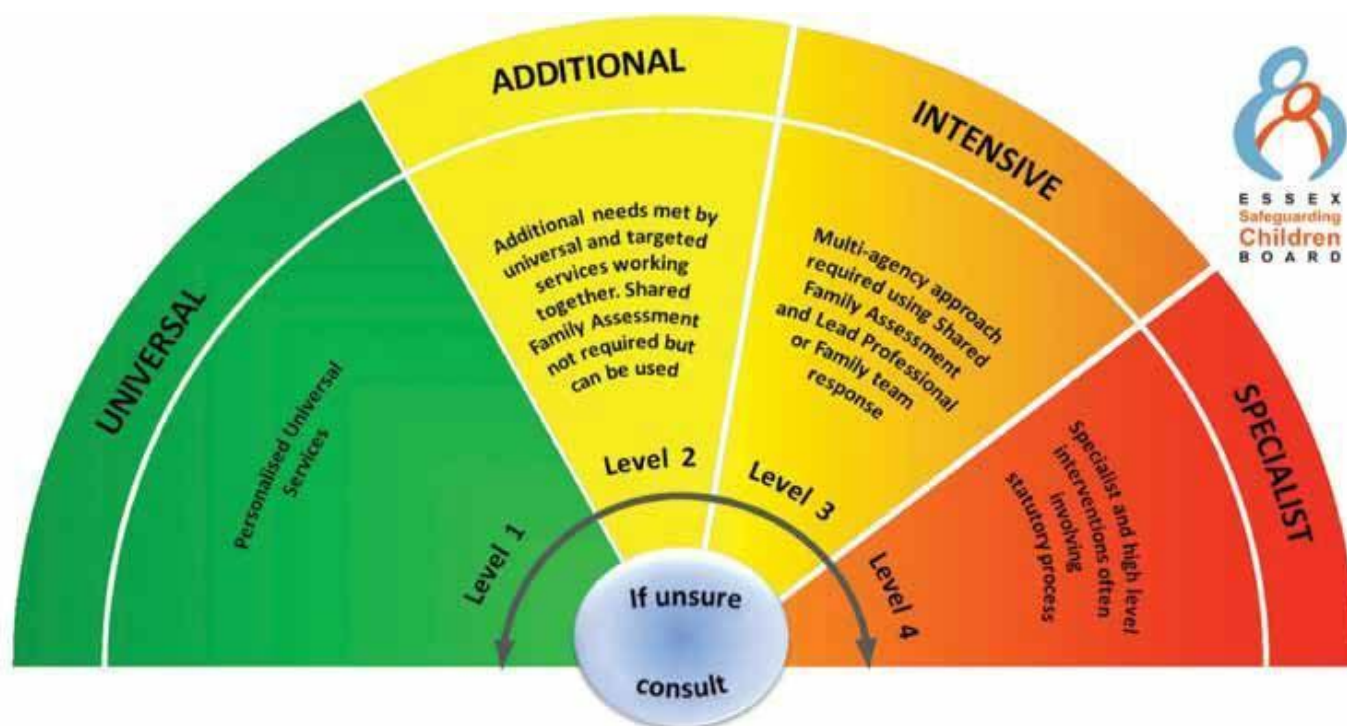 UNIVERSAL
Personalised Universal
Services
Level 1
ADDITIONAL
Additional needs met by
universal and targeted
services working
together. Shared
Family Assessment
not required but
can be used
Level 2
INTENSIVE
Multi-agency approach
required using Shared
Family Assessment
and Lead Professional
or Family team
response
Level 3
SPECIALIST
Specialist and high level
interventions often
involving
statutory process
Level 4
If unsure
consult
ESSEX
Safeguarding
Children
BOARD